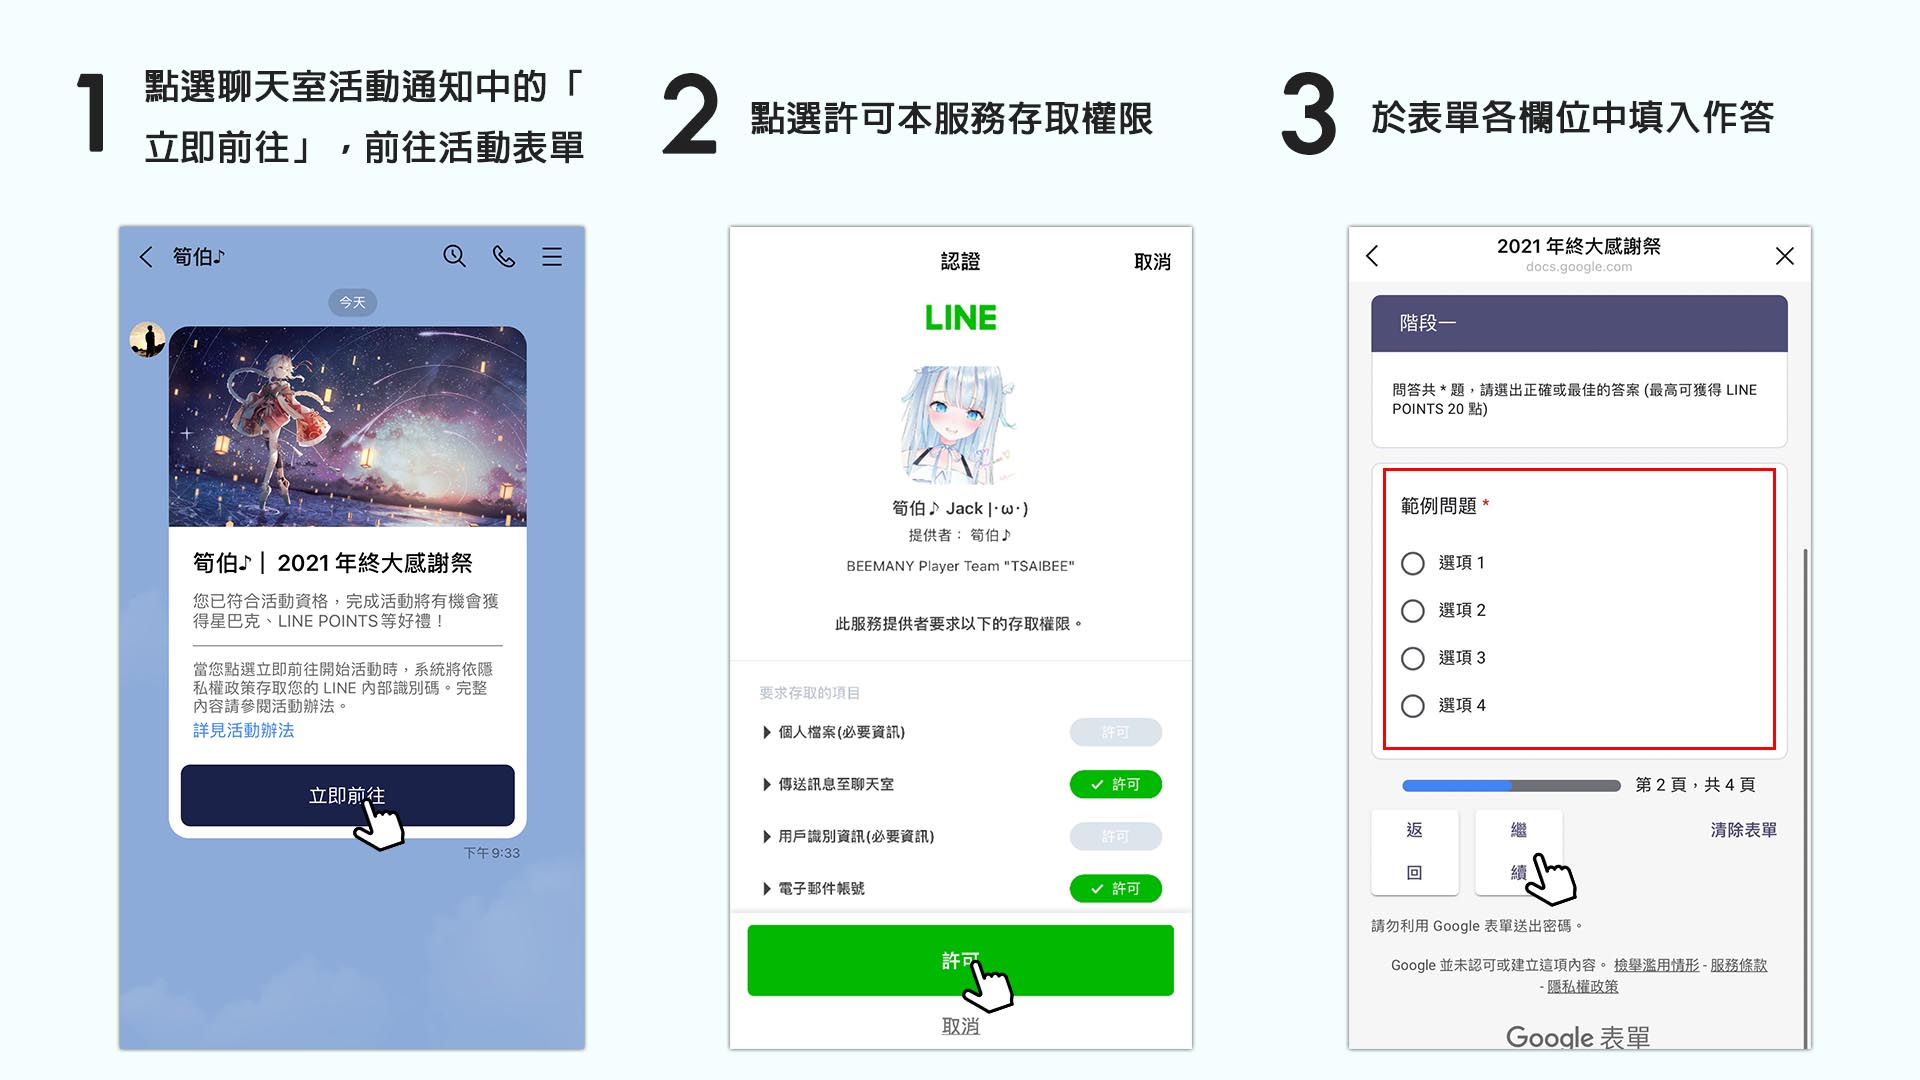 1
點選聊天室活動通知中的「
立即前往」，前往活動表單
2
點選許可本服務存取權限
3
於表單各欄位中填入作答
筍伯♪
今天
筍伯♪｜ 2021 年終大感謝祭
您已符合活動資格，完成活動將有機會獲
得星巴克、LINE POINTS 等好禮！
當您點選立即前往開始活動時，系統將依隱
私權政策存取您的 LINE 內部識別碼。完整
內容請參閱活動辦法。
詳見活動辦法
立即前往
下午 9:33
認證
取消
LINE
筍伯♪ Jack |･ω･)
提供者： 筍伯♪
BEEMANY Player Team "TSAIBEE"
此服務提供者要求以下的存取權限。
要求存取的項目
個人檔案(必要資訊)
許可
傳送訊息至聊天室
許可
用戶識別資訊(必要資訊)
許可
電子郵件帳號
許可
許可
取消
2021 年終大感謝祭
docs.google.com
階段一
問答共 * 題，請選出正確或最佳的答案 (最高可獲得 LINE
POINTS 20 點)
範例問題 *
選項 1
選項 2
選項 3
選項 4
第 2 頁，共 4 頁
返
回
繼
續
清除表單
請勿利用 Google 表單送出密碼。
Google 並未認可或建立這項內容。 檢舉濫用情形 - 服務條款
- 隱私權政策
Google 表單